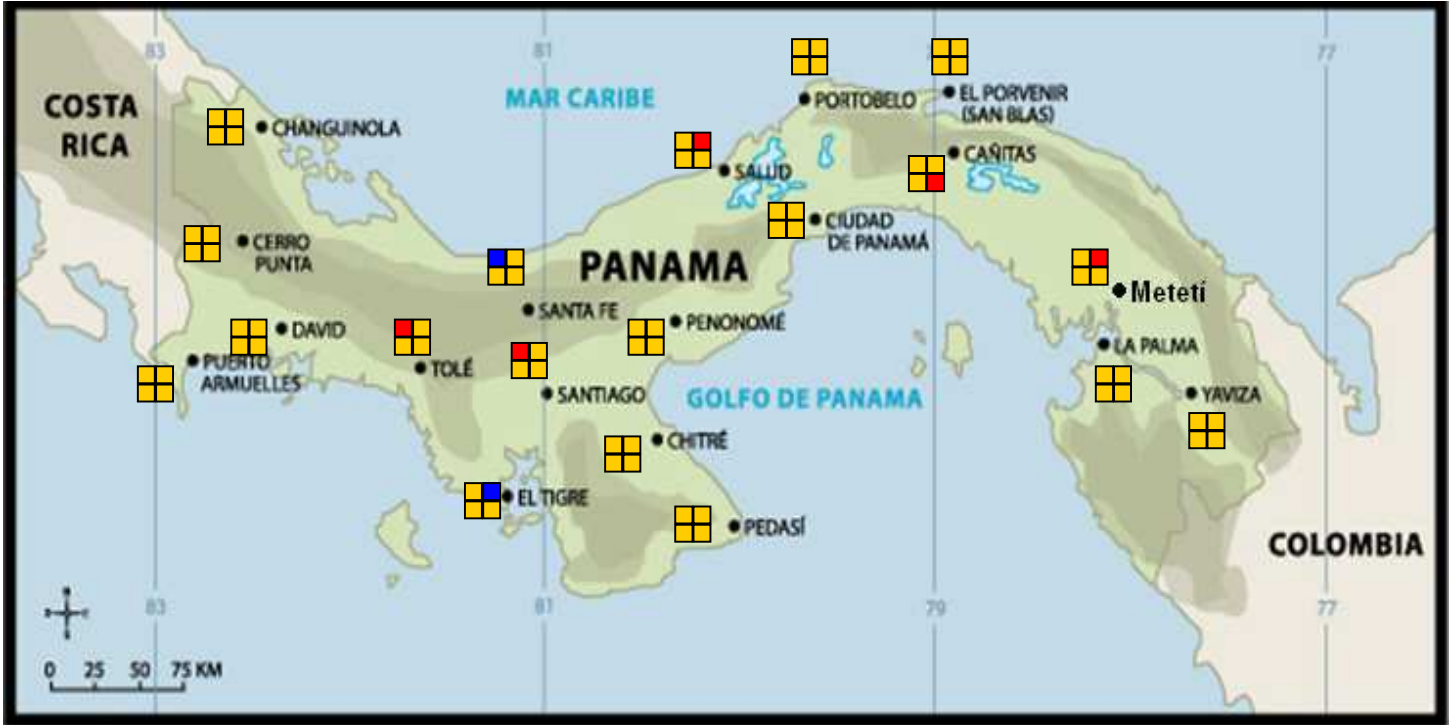 83
81
77
COSTA
RICA
MAR CARIBE
PORTOBELO
EL PORVENIR
(SAN BLAS)
CHANGUINOLA
SALUD
CAÑITAS
CERRO
PUNTA
CIUDAD
DE PANAMÁ
PANAMA
Metetí
SANTA FE
PENONOMÉ
DAVID
LA PALMA
PUERTO
ARMUELLES
TOLÉ
SANTIAGO
GOLFO DE PANAMA
YAVIZA
CHITRÉ
EL TIGRE
PEDASÍ
COLOMBIA
83
81
79
77
0 25 50 75 KM